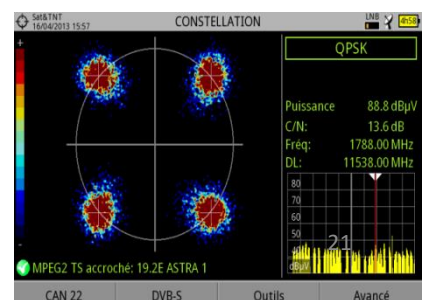 Sat&TNT
16/04/2013 15:57
CONSTELLATION
LNB
4h58
+
QPSK
Puissance 88.8 dBµV
C/N: 13.6 dB
Fréq: 1788.00 MHz
DL: 11538.00 MHz
80
70
60
50
21
dBµV
-
MPEG2 TS accroché: 19.2E ASTRA 1
CAN 22 DVB-S Outils Avancé